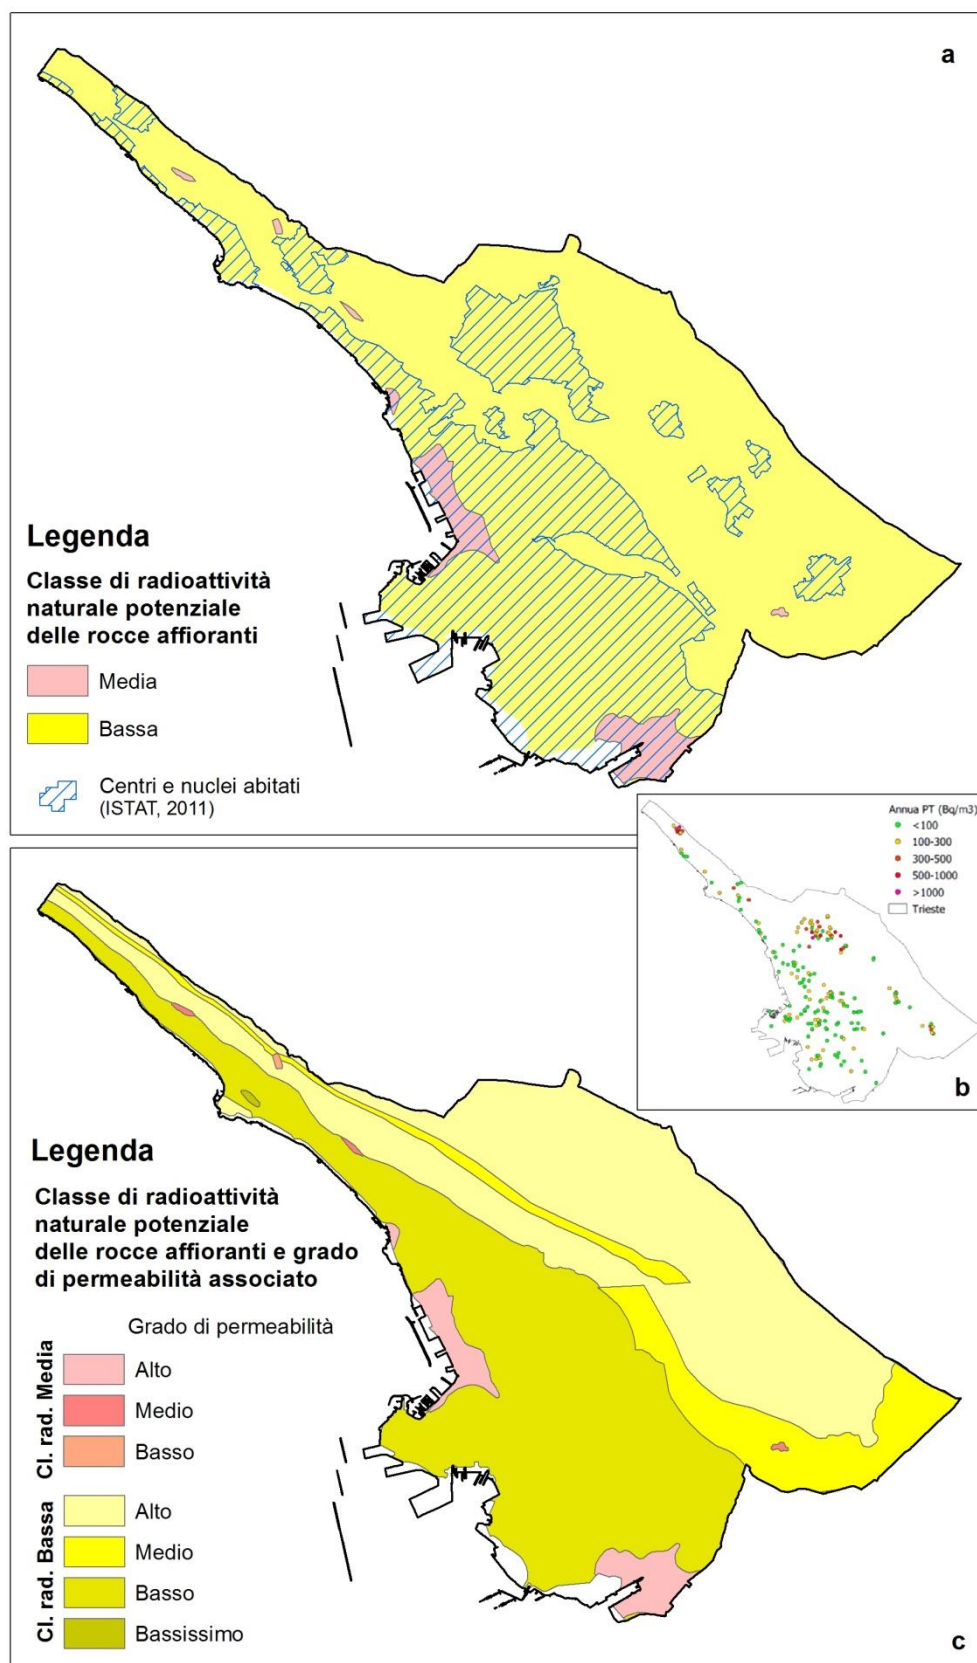 a
Legenda
Classe di radioattività
naturale potenziale
delle rocce affioranti
Media
Bassa
Centri e nuclei abitati
(ISTAT, 2011)
Annua PT (Bq/m3)
<100
100-300
300-500
500-1000
>1000
Trieste
b
Legenda
Classe di radioattività
naturale potenziale
delle rocce affioranti e grado
di permeabilità associato
Grado di permeabilità
Cl. rad. Media
Alto
Medio
Basso
Cl. rad. Bassa
Alto
Medio
Basso
Bassissimo
c